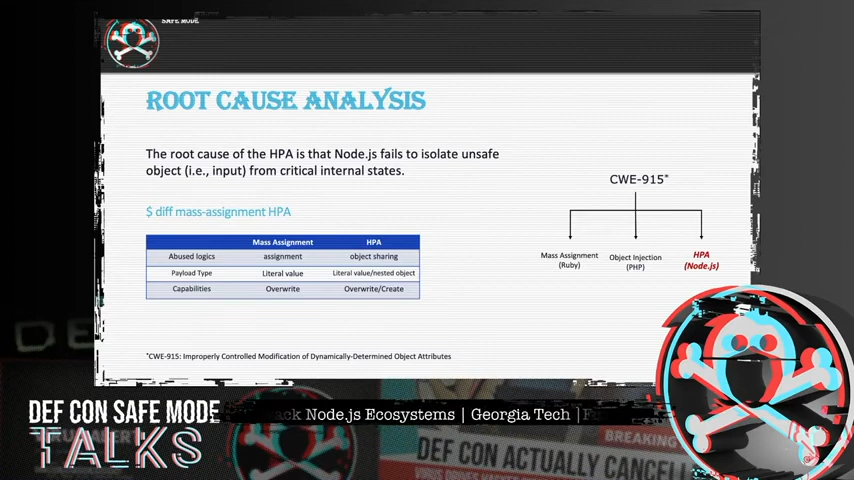 SAFE MODE
ROOT CAUSE ANALYSIS
The root cause of the HPA is that Node.js fails to isolate unsafe
object (i.e., input) from critical internal states.
$ diff mass-assignment HPA
Mass Assignment HPA
Abused logics assignment object sharing
Payload Type Literal value Literal value/nested object
Capabilities Overwrite Overwrite/Create
CWE-915*
Mass Assignment
(Ruby)
Object Injection
(PHP)
HPA
(Node.js)
*CWE-915: Improperly Controlled Modification of Dynamically-Determined Object Attributes
DEF CON SAFE MODE
TALKS
Node.js Ecosystems | Georgia Tech |
BREAKING
DEF CON ACTUALLY CANCELL